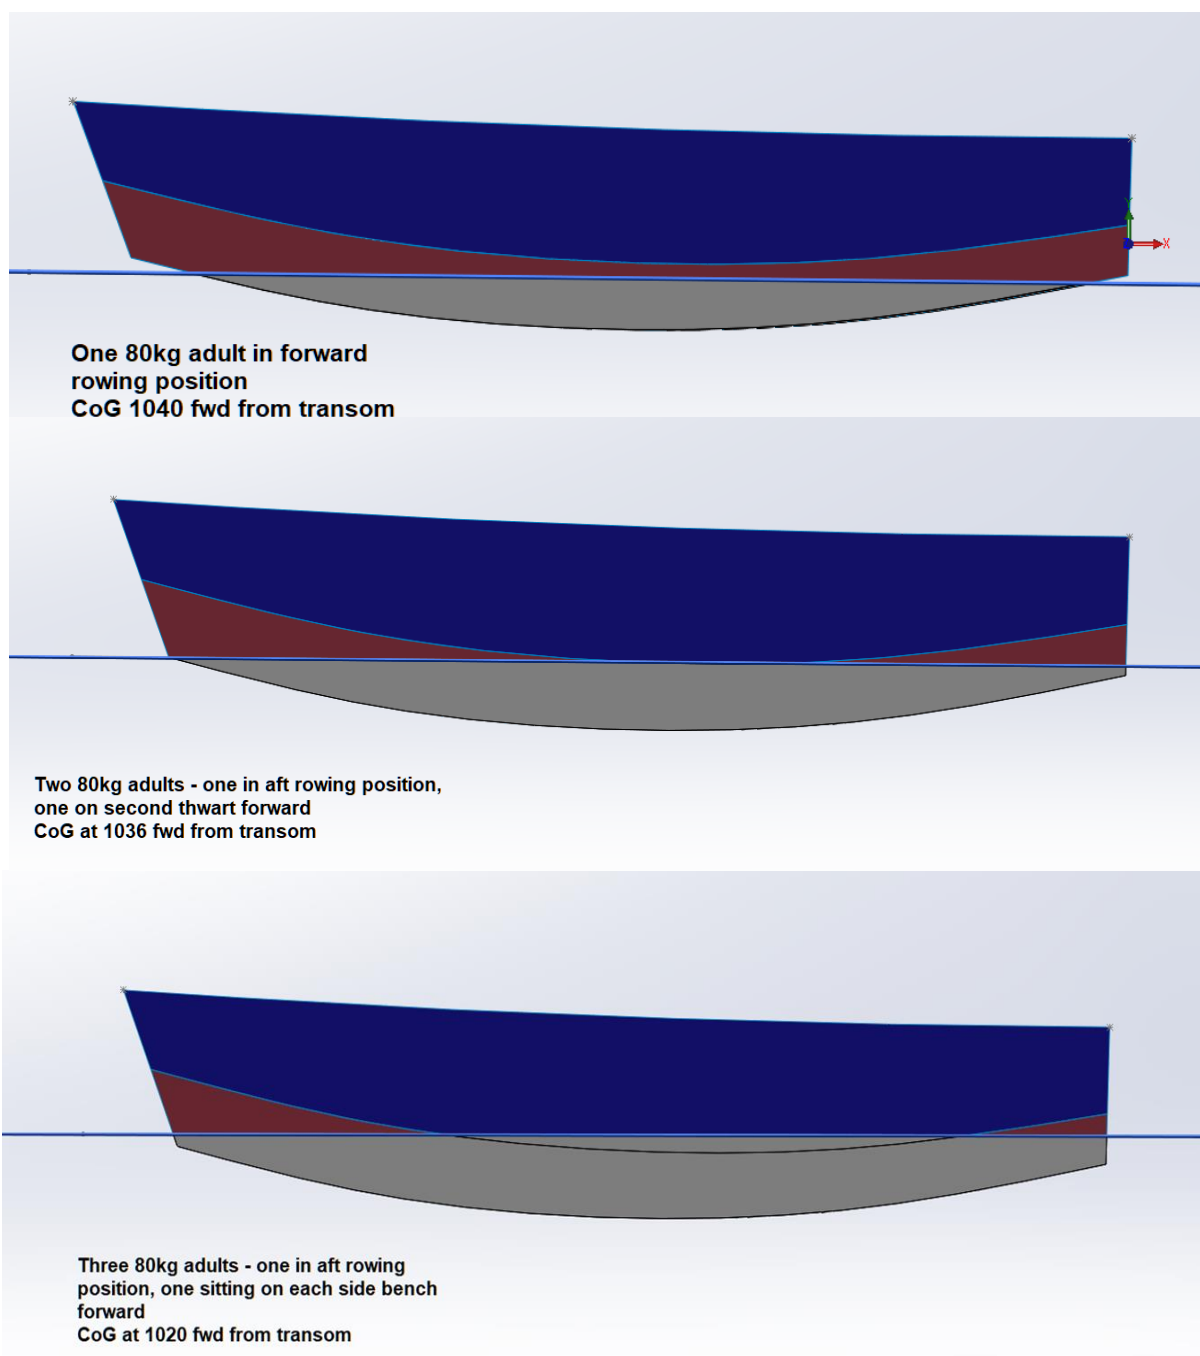 Y
X
One 80kg adult in forward
rowing position
CoG 1040 fwd from transom
Two 80kg adults - one in aft rowing position,
one on second thwart forward
CoG at 1036 fwd from transom
Three 80kg adults - one in aft rowing
position, one sitting on each side bench
forward
CoG at 1020 fwd from transom